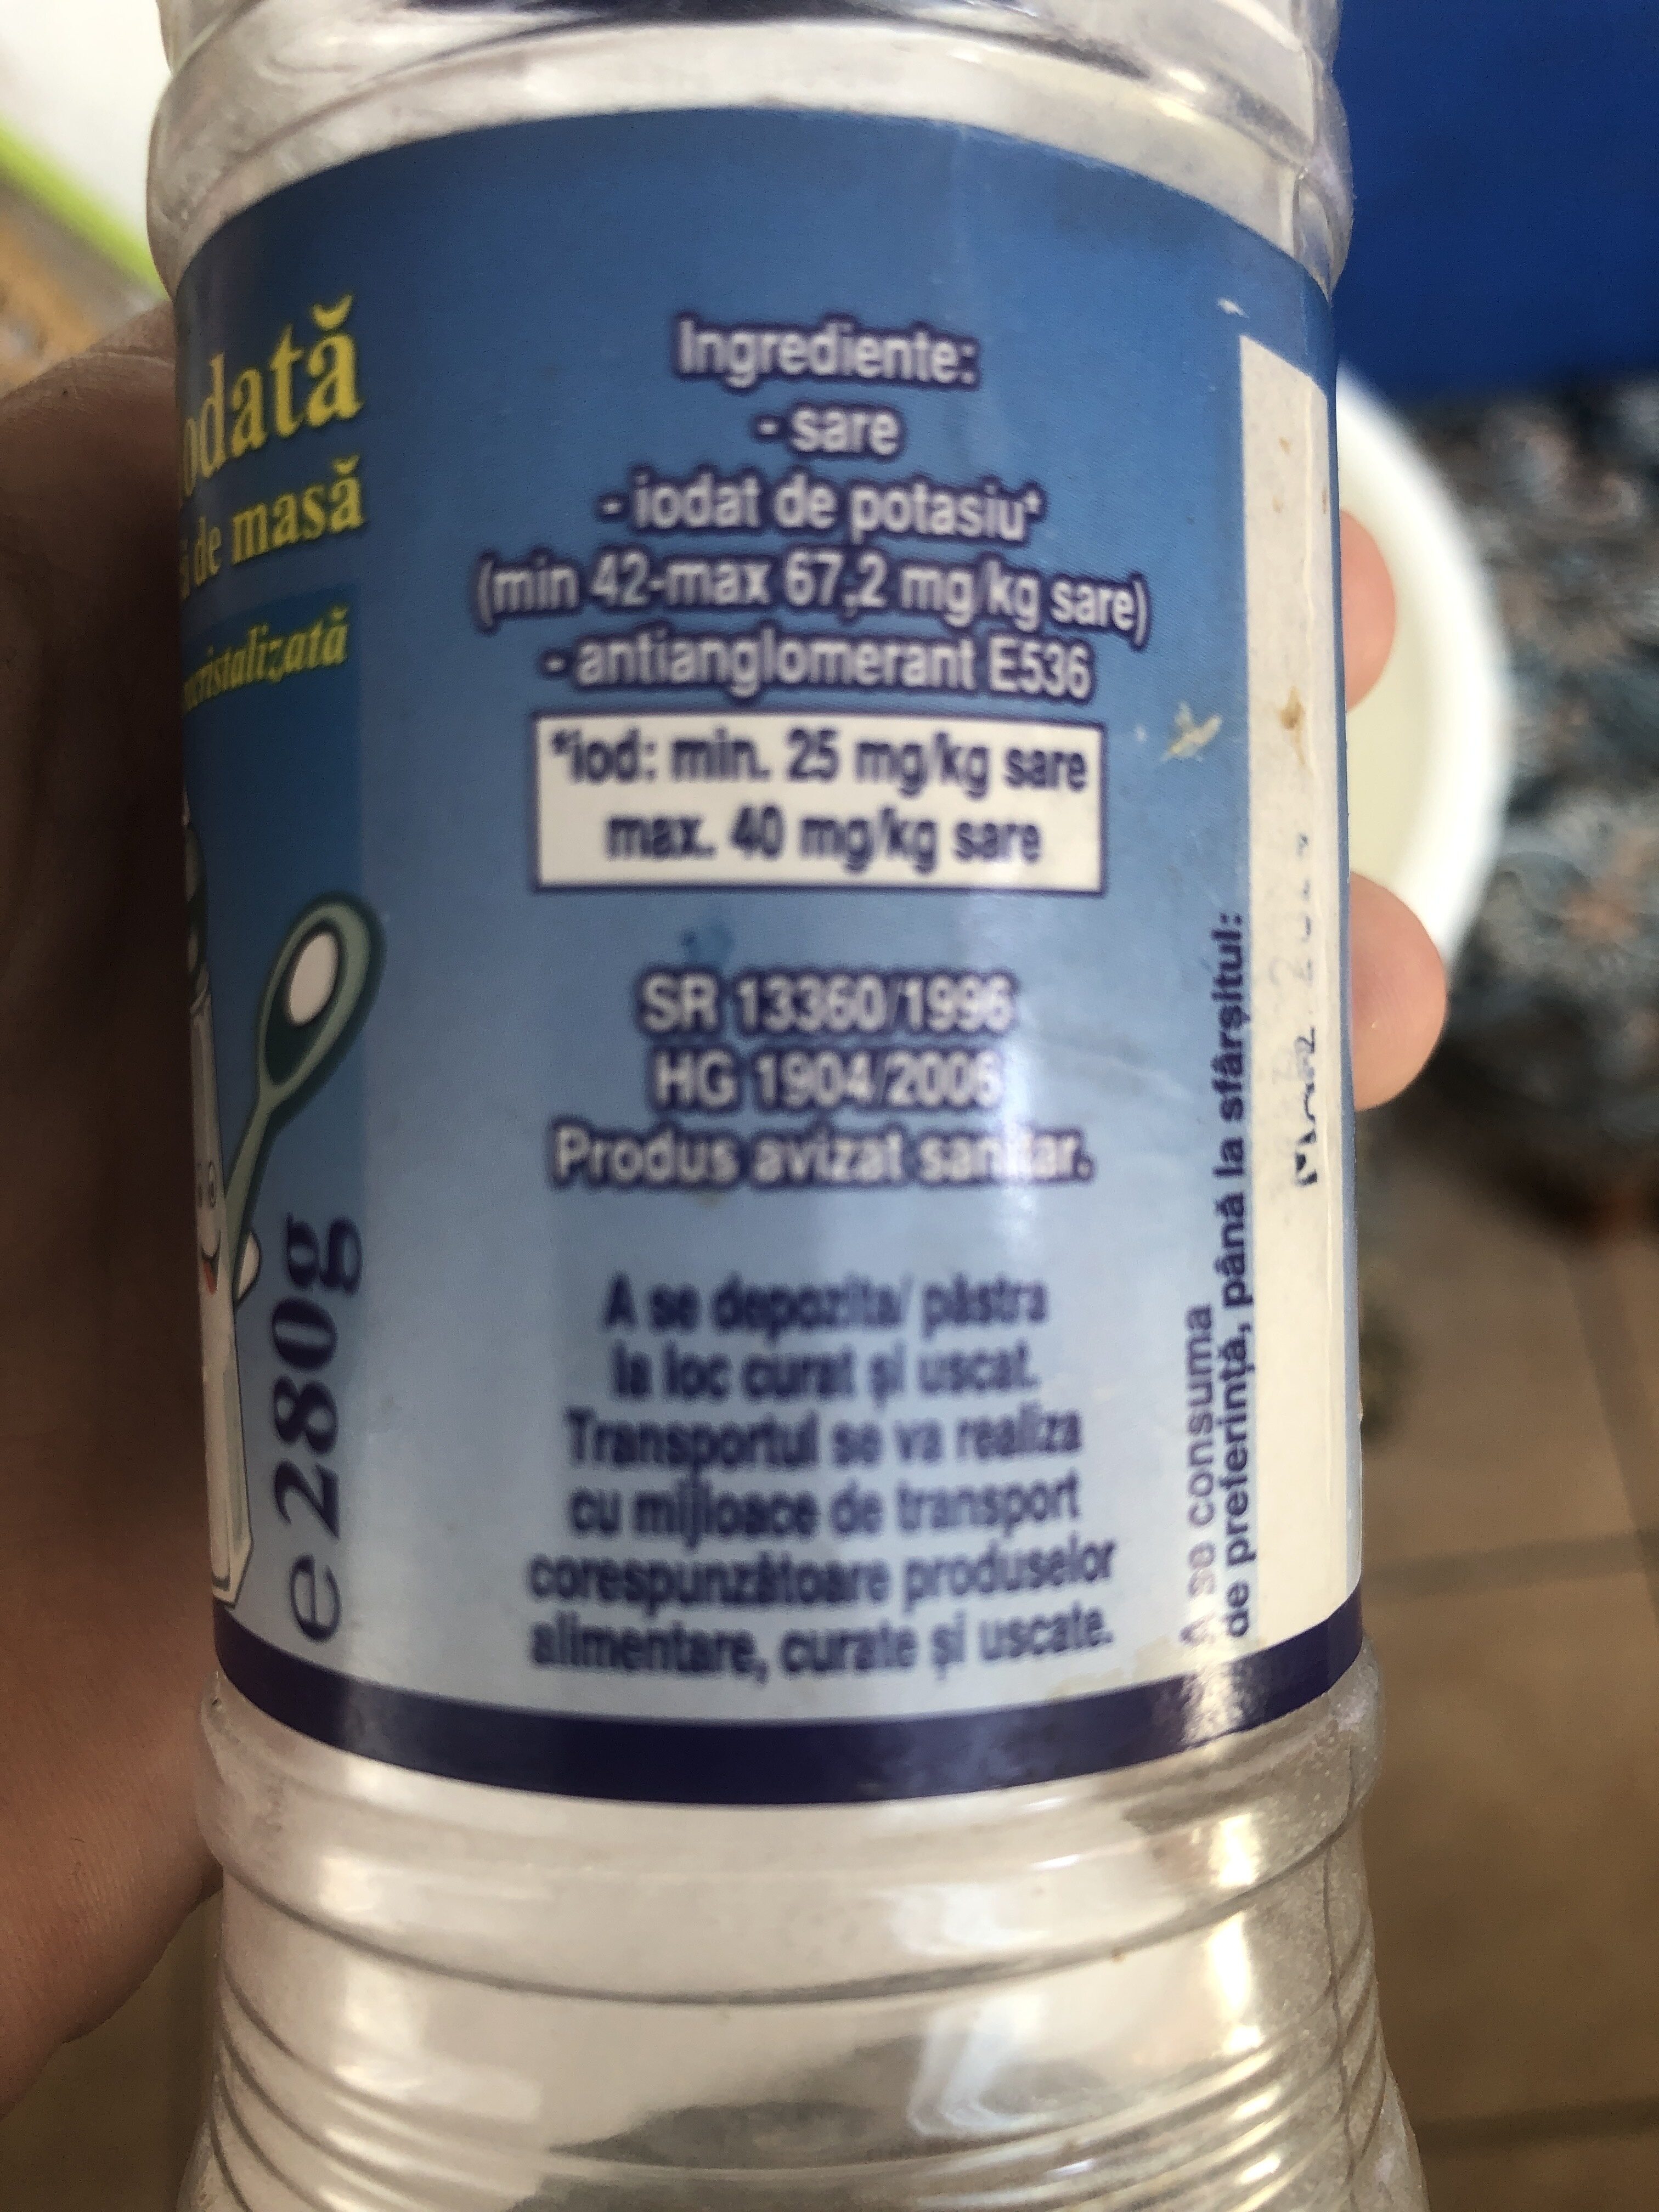 odată
de masă
cristalizată
e 280g
Ingrediente:
- sare
- iodat de potasiu*
(min 42-max 67,2 mg/kg sare)
- antianglomerant E536
*iod: min. 25 mg/kg sare
max. 40 mg/kg sare
SR 13360/1996
HG 1904/2006
Produs avizat sanitar.
A se depozita/ păstra
la loc curat și uscat.
Transportul se va realiza
cu mijloace de transport
corespunzătoare produselor
alimentare, curate și uscate.
A se consuma
de preferință, până la sfârșitul: